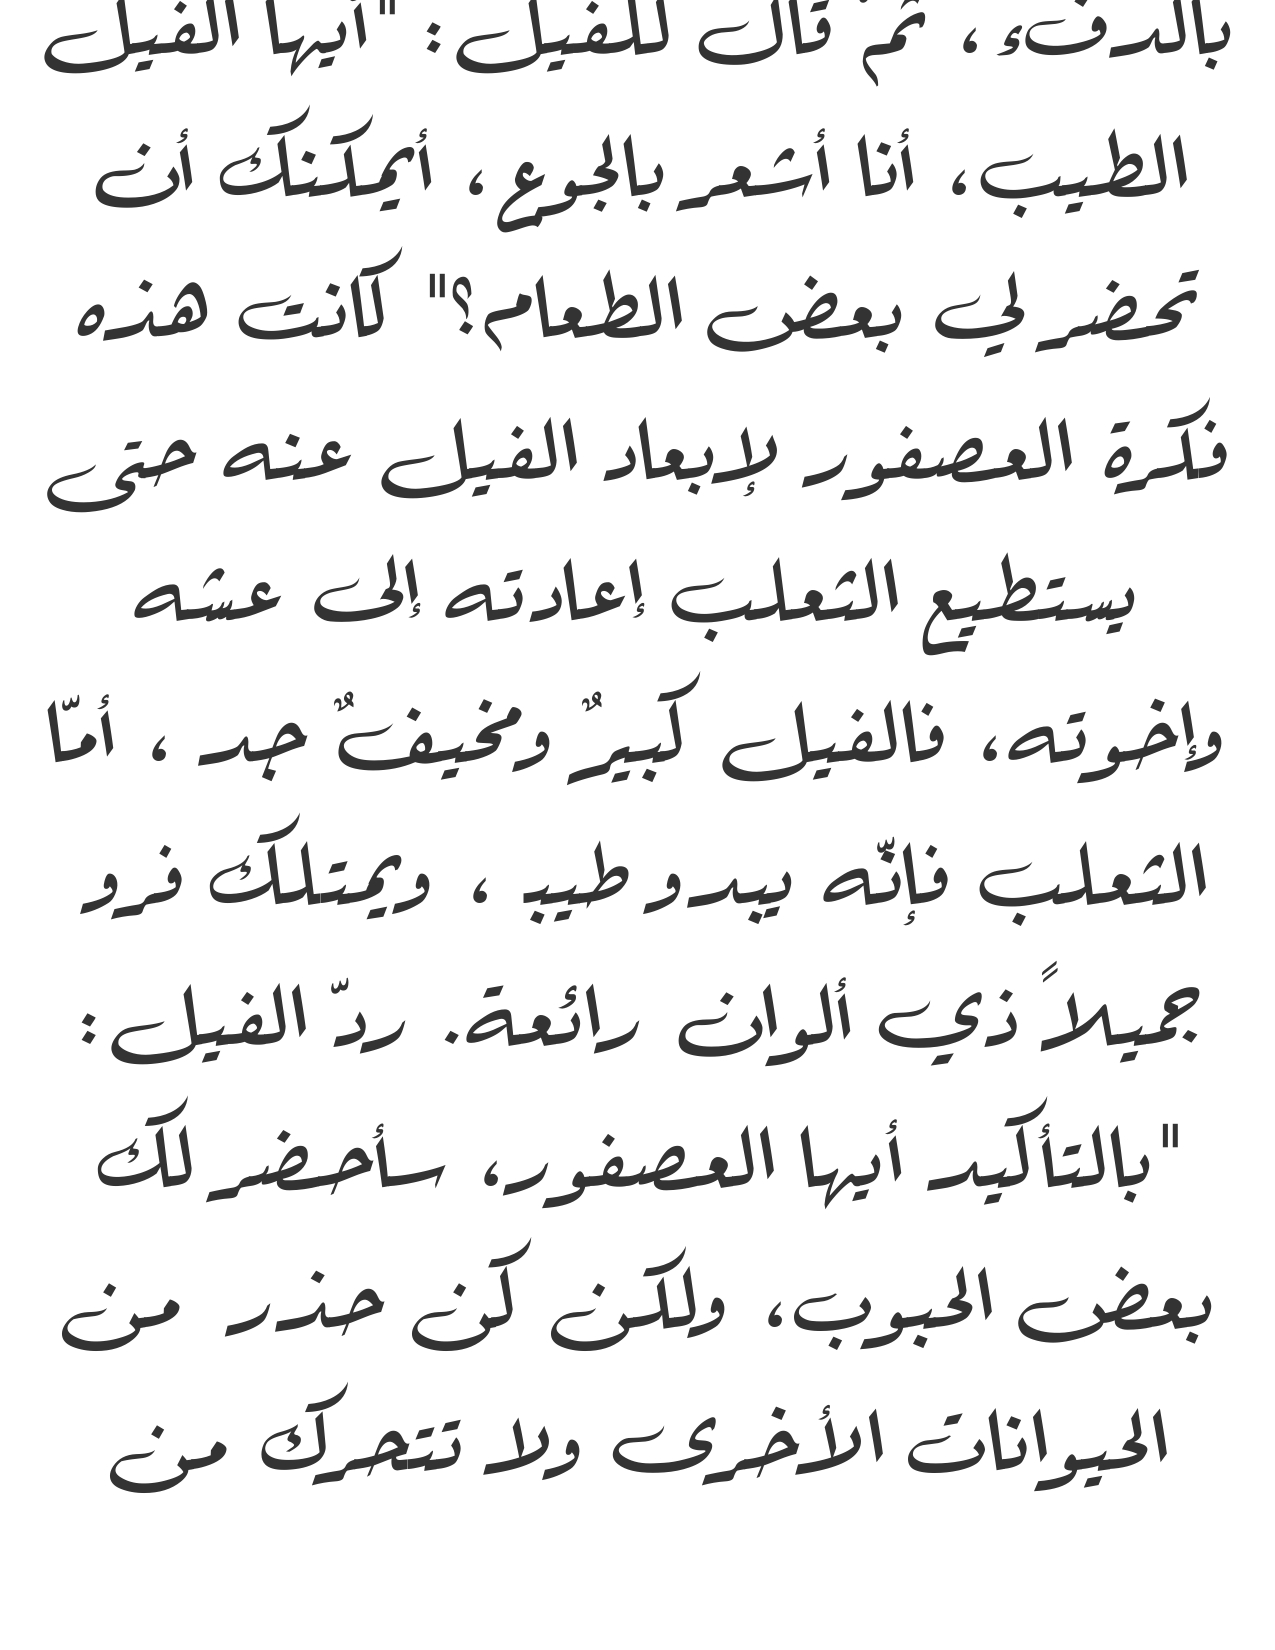 بالدفء، ثمّ قال للفيل: "أيها الفيل
الطيب، أنا أشعر بالجوع، أيمكنك أن
تحضر لي بعض الطعام؟" كانت هذه
فكرة العصفور لإبعاد الفيل عنه حتى
يستطيع الثعلب إعادته إلى عشه
وإخوته، فالفيل كبيرٌ ومخيفٌ جد ، أمّا
الثعلب فإنّه يبدو طيبـ ، ويمتلك فرو
جميلاً ذي ألوان رائعة. ردّ الفيل:
"بالتأكيد أيها العصفور، سأحضر لك
بعض الحبوب، ولكن كن حذر من
الحيوانات الأخرى ولا تتحرك من